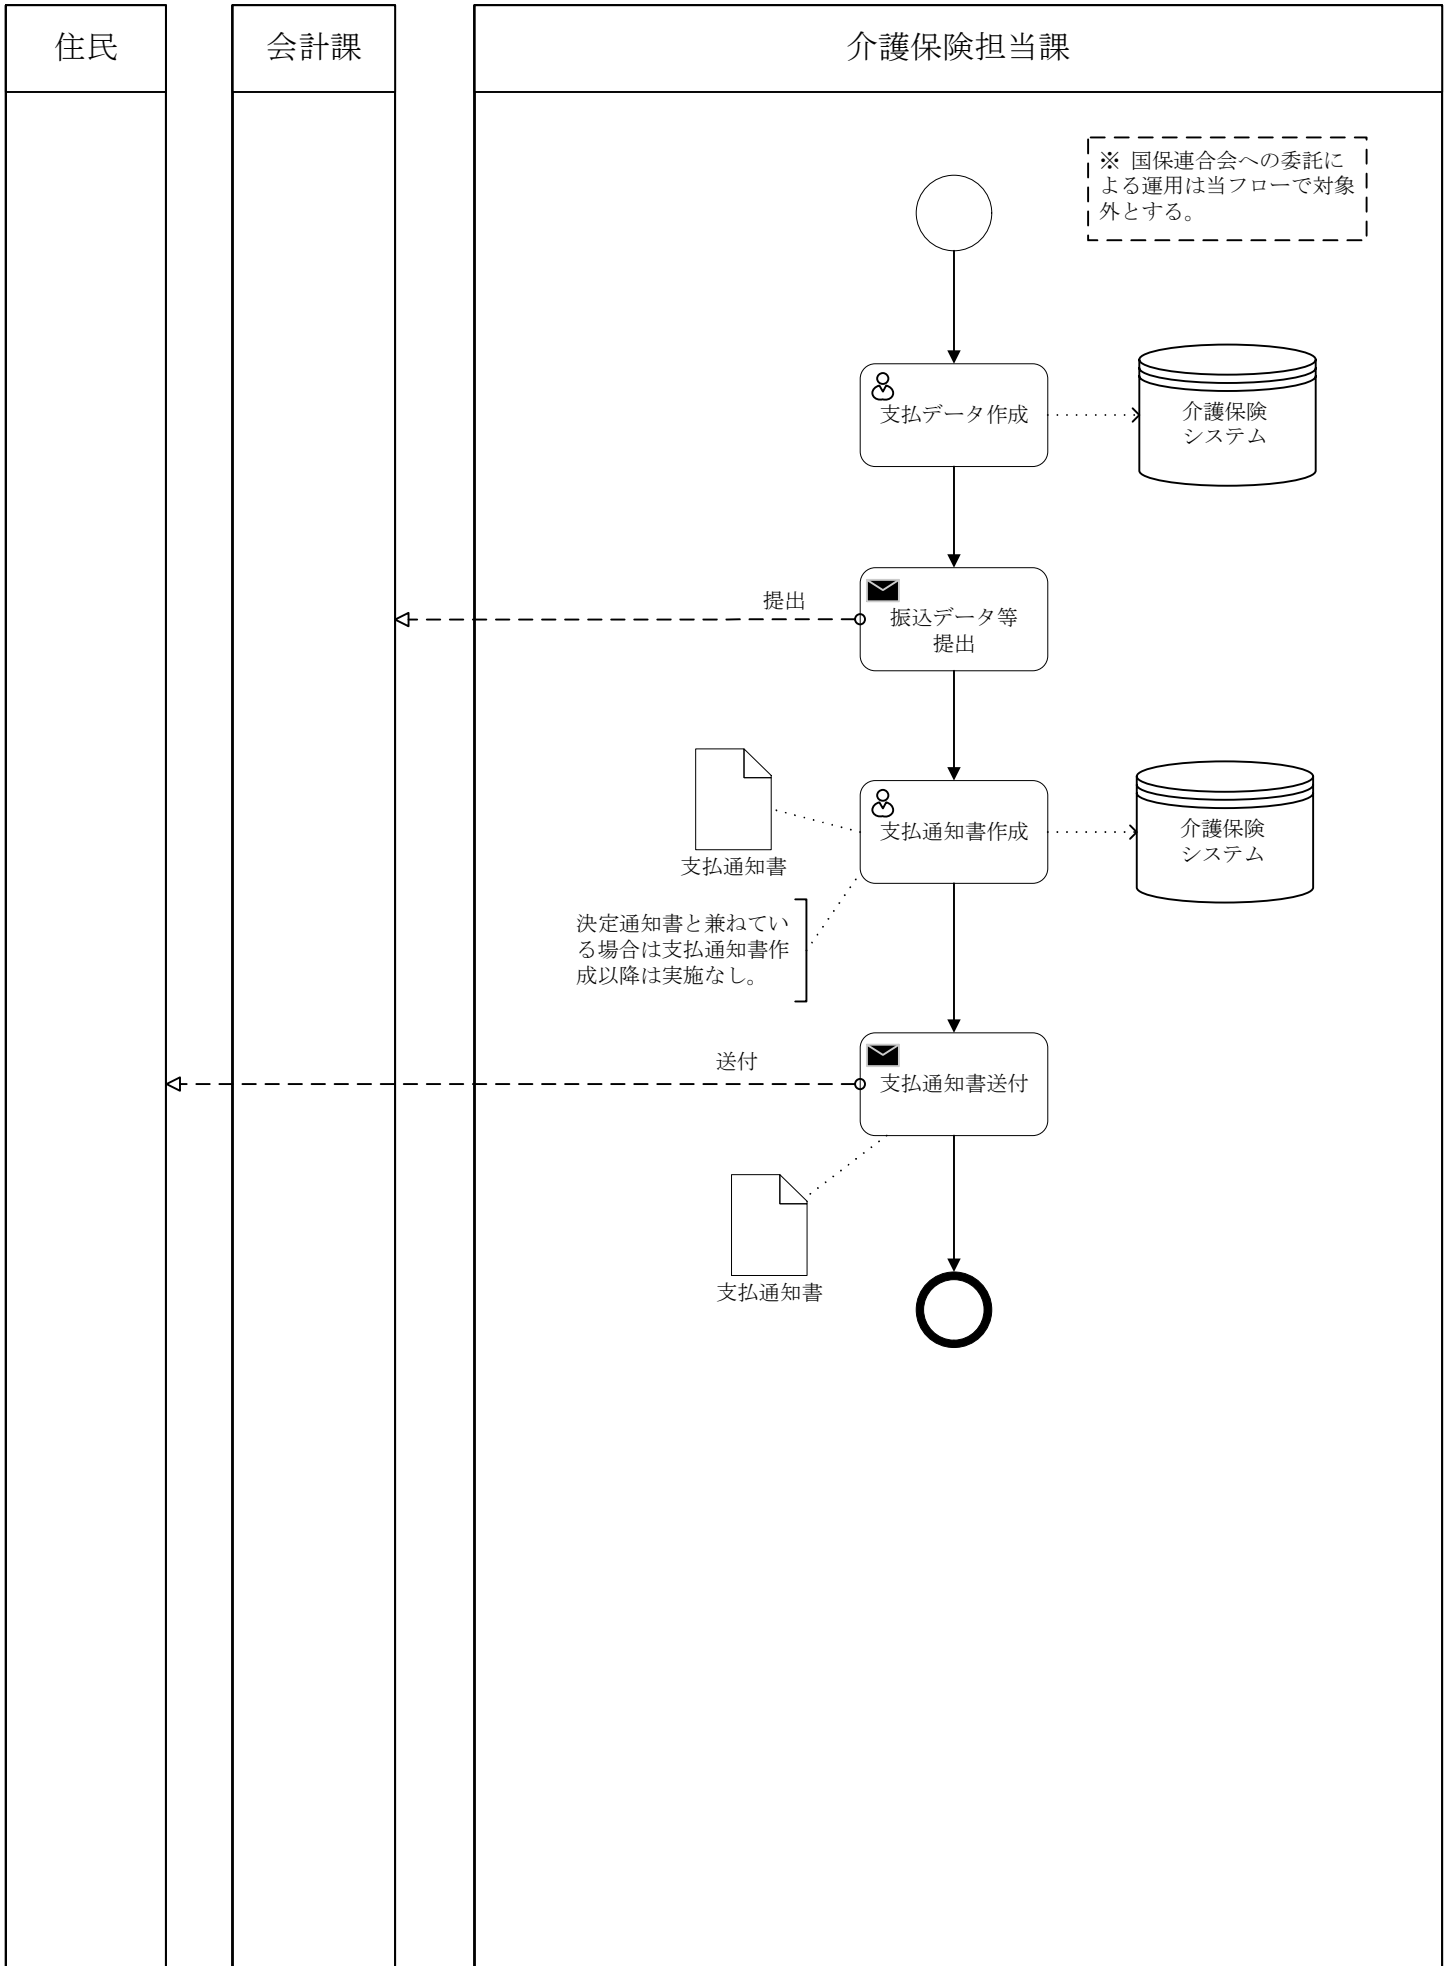 住民
会計課
介護保険担当課
※ 国保連合会への委託に
よる運用は当フローで対象
外とする。
支払データ作成
介護保険
システム
提出
振込データ等
提出
支払通知書作成
介護保険
システム
支払通知書
決定通知書と兼ねてい
る場合は支払通知書作
成以降は実施なし。
送付
支払通知書送付
支払通知書